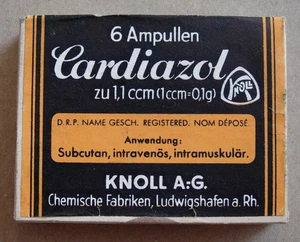 6 Ampullen
Cardiazol
KNOLL
zu 1,1 ccm (1 ccm=0,1g)
D.R.P. NAME GESCH. REGISTERED. NOM DÉPOSÉ.
Anwendung:
Subcutan, intravenös, intramuskulär.
KNOLL A.-G.
Chemische Fabriken, Ludwigshafen a. Rh.